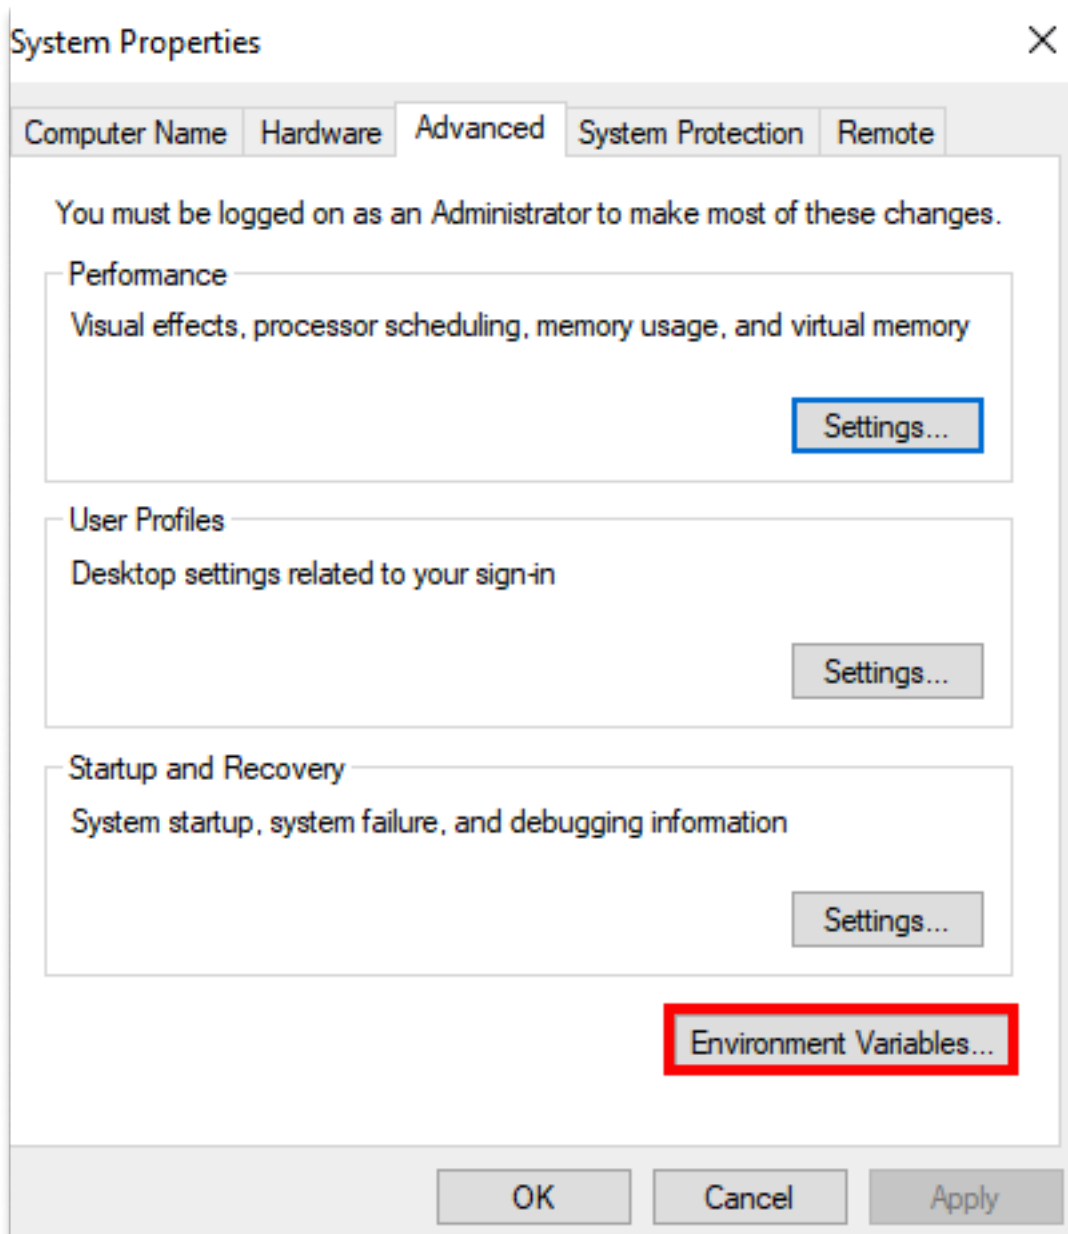 System Properties
Computer Name Hardware Advanced System Protection Remote
You must be logged on as an Administrator to make most of these changes.
Performance
Visual effects, processor scheduling, memory usage, and virtual memory
Settings...
User Profiles
Desktop settings related to your sign-in
Settings...
Startup and Recovery
System startup, system failure, and debugging information
Settings...
Environment Variables...
OK Cancel Apply